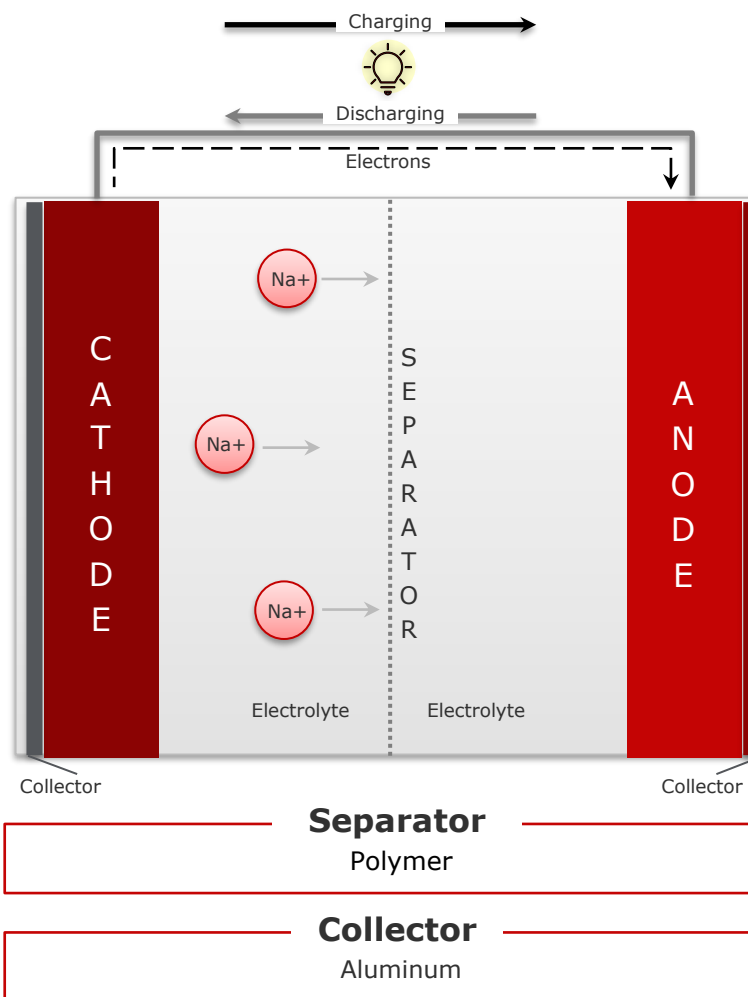 Charging
Discharging
Electrons
Na+
Na+
Na+
CATHODE
SEPARATOR
ANODE
Electrolyte
Electrolyte
Collector
Collector
Separator
Polymer
Collector
Aluminum